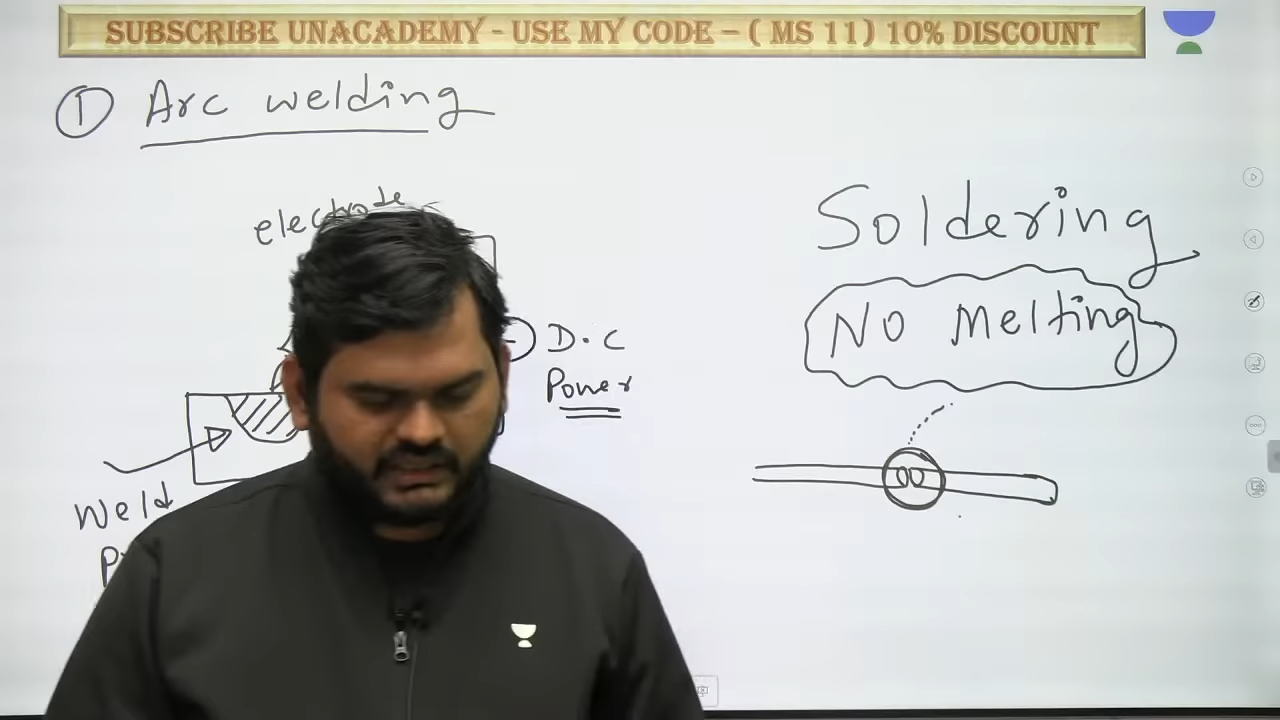 SUBSCRIBE UNACADEMY - USE MY CODE - ( MS 11) 10% DISCOUNT
① Arc welding
electrode
D.C
Power
Weld
Soldering
No Melting